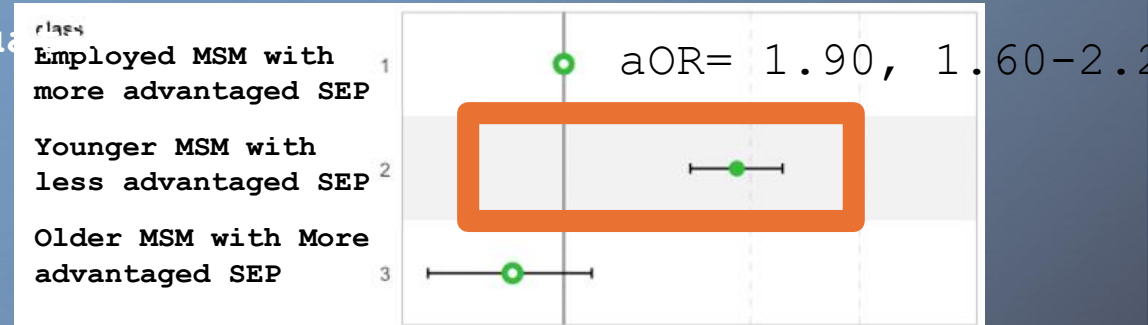 class
Employed MSM with
more advantaged SEP
1
aOR= 1.90, 1.60-2.2
Younger MSM with
less advantaged SEP
2
Older MSM with More
advantaged SEP
3